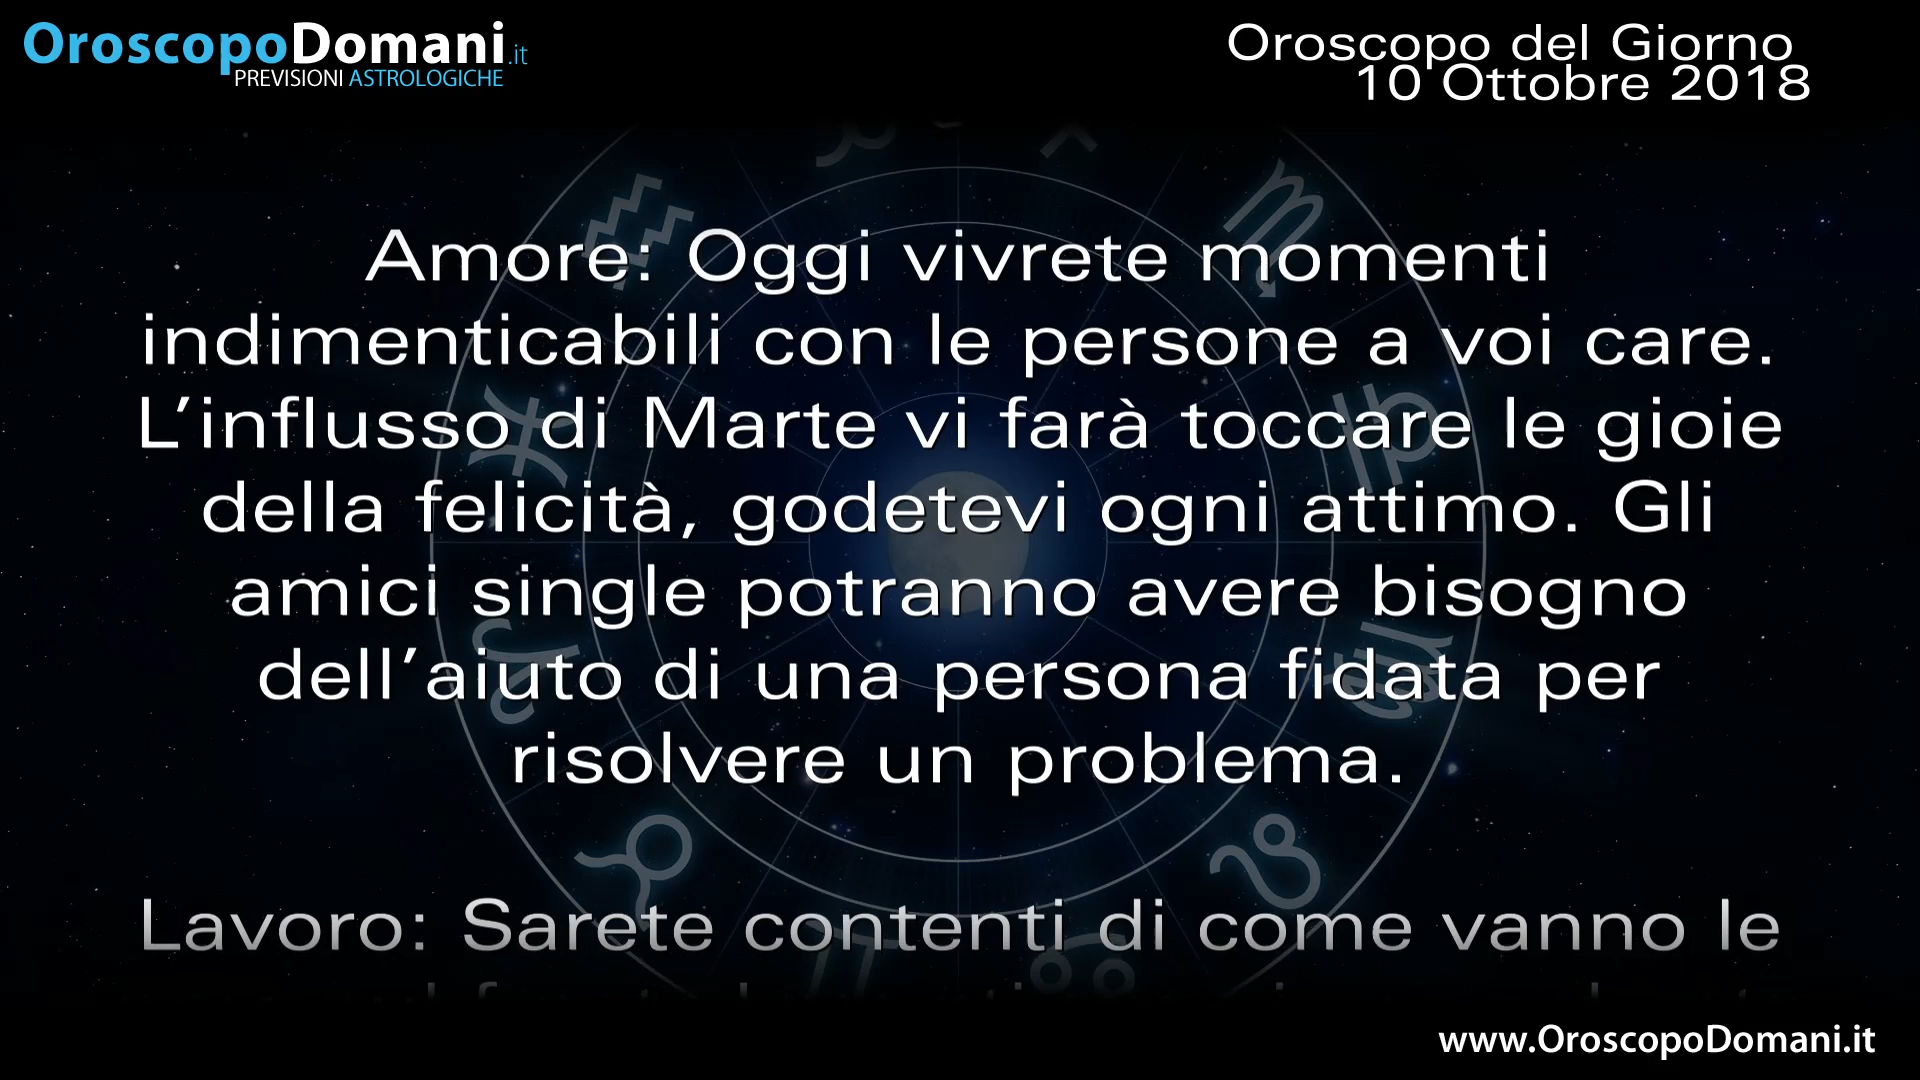 OroscopoDomani.it
PREVISIONI ASTROLOGICHE
Oroscopo del Giorno
10 Ottobre 2018
Amore: Oggi vivrete momenti
indimenticabili con le persone a voi care.
L’influsso di Marte vi farà toccare le gioie
della felicità, godetevi ogni attimo. Gli
amici single potranno avere bisogno
dell’aiuto di una persona fidata per
risolvere un problema.
Lavoro: Sarete contenti di come vanno le
www.OroscopoDomani.it